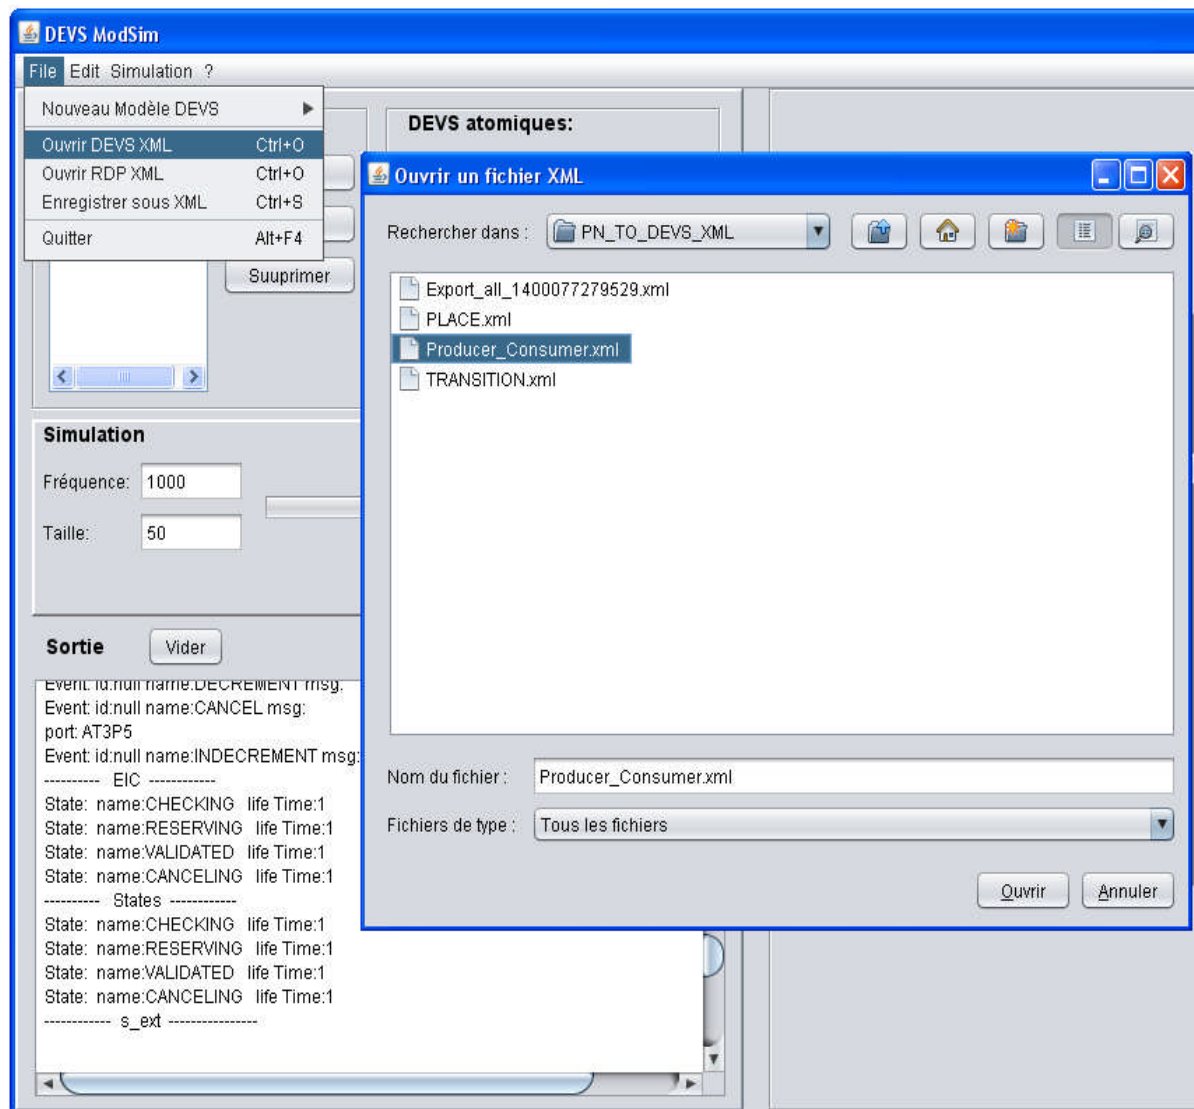 DEVS ModSim
File Edit Simulation ?
Nouveau Modèle DEVS
Ouvrir DEVS XML Ctrl+O
Ouvrir RDP XML Ctrl+O
Enregistrer sous XML Ctrl+S
Quitter Alt+F4
DEVS atomiques:
Suuprimer
Simulation
Fréquence: 1000
Taille: 50
Sortie Vider
Event: id:null name:DECREMENT msg:
Event: id:null name:CANCEL msg:
port: AT3P5
Event: id:null name:INDECREMENT msg:
---------- EIC ------------
State: name:CHECKING life Time:1
State: name:RESERVING life Time:1
State: name:VALIDATED life Time:1
State: name:CANCELING life Time:1
---------- States ------------
State: name:CHECKING life Time:1
State: name:RESERVING life Time:1
State: name:VALIDATED life Time:1
State: name:CANCELING life Time:1
------------ s_ext ----------------
Ouvrir un fichier XML
Rechercher dans : PN_TO_DEVS_XML
Export_all_1400077279529.xml
PLACE.xml
Producer_Consumer.xml
TRANSITION.xml
Nom du fichier : Producer_Consumer.xml
Fichiers de type : Tous les fichiers
Ouvrir Annuler